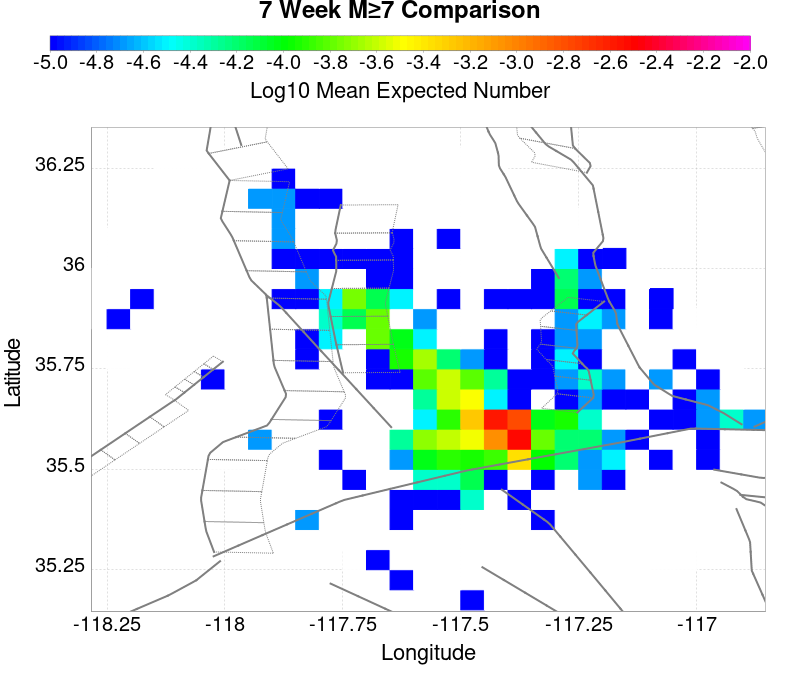 7 Week M≥7 Comparison
-5.0 -4.8 -4.6 -4.4 -4.2 -4.0 -3.8 -3.6 -3.4 -3.2 -3.0 -2.8 -2.6 -2.4 -2.2 -2.0
Log10 Mean Expected Number
36.25
36
35.75
35.5
35.25
Latitude
-118.25 -118 -117.75 -117.5 -117.25 -117
Longitude